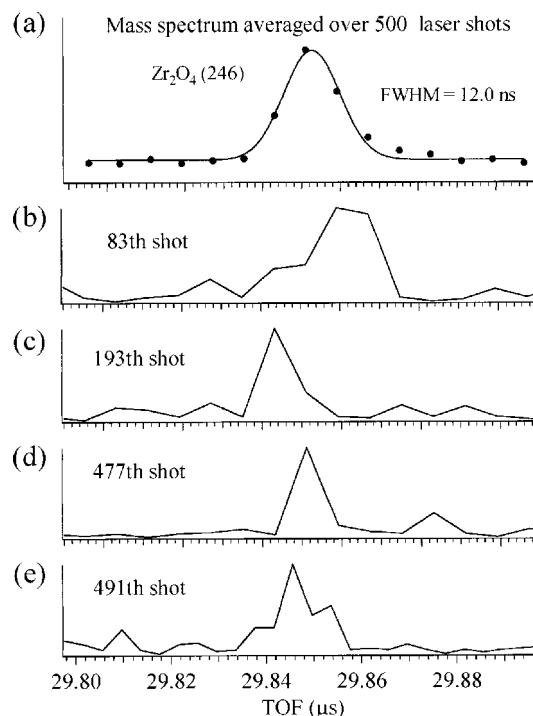 (a) Mass spectrum averaged over 500 laser shots
Zr₂O₄ (246)
FWHM = 12.0 ns
(b)
83th shot
(c)
193th shot
(d)
477th shot
(e)
491th shot
29.80 29.82 29.84 29.86 29.88
TOF (μs)